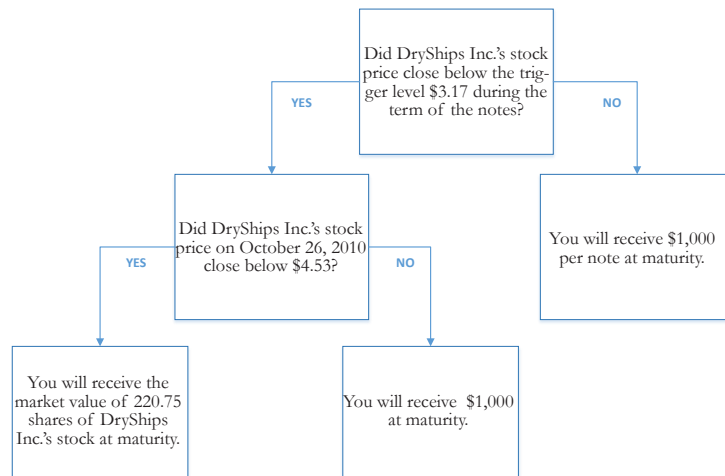 Did DryShips Inc.'s stock
price close below the trig-
ger level $3.17 during the
term of the notes?
YES
NO
Did DryShips Inc.'s stock
price on October 26, 2010
close below $4.53?
You will receive $1,000
per note at maturity.
YES
NO
You will receive the
market value of 220.75
shares of DryShips
Inc.'s stock at maturity.
You will receive  $1,000
at maturity.